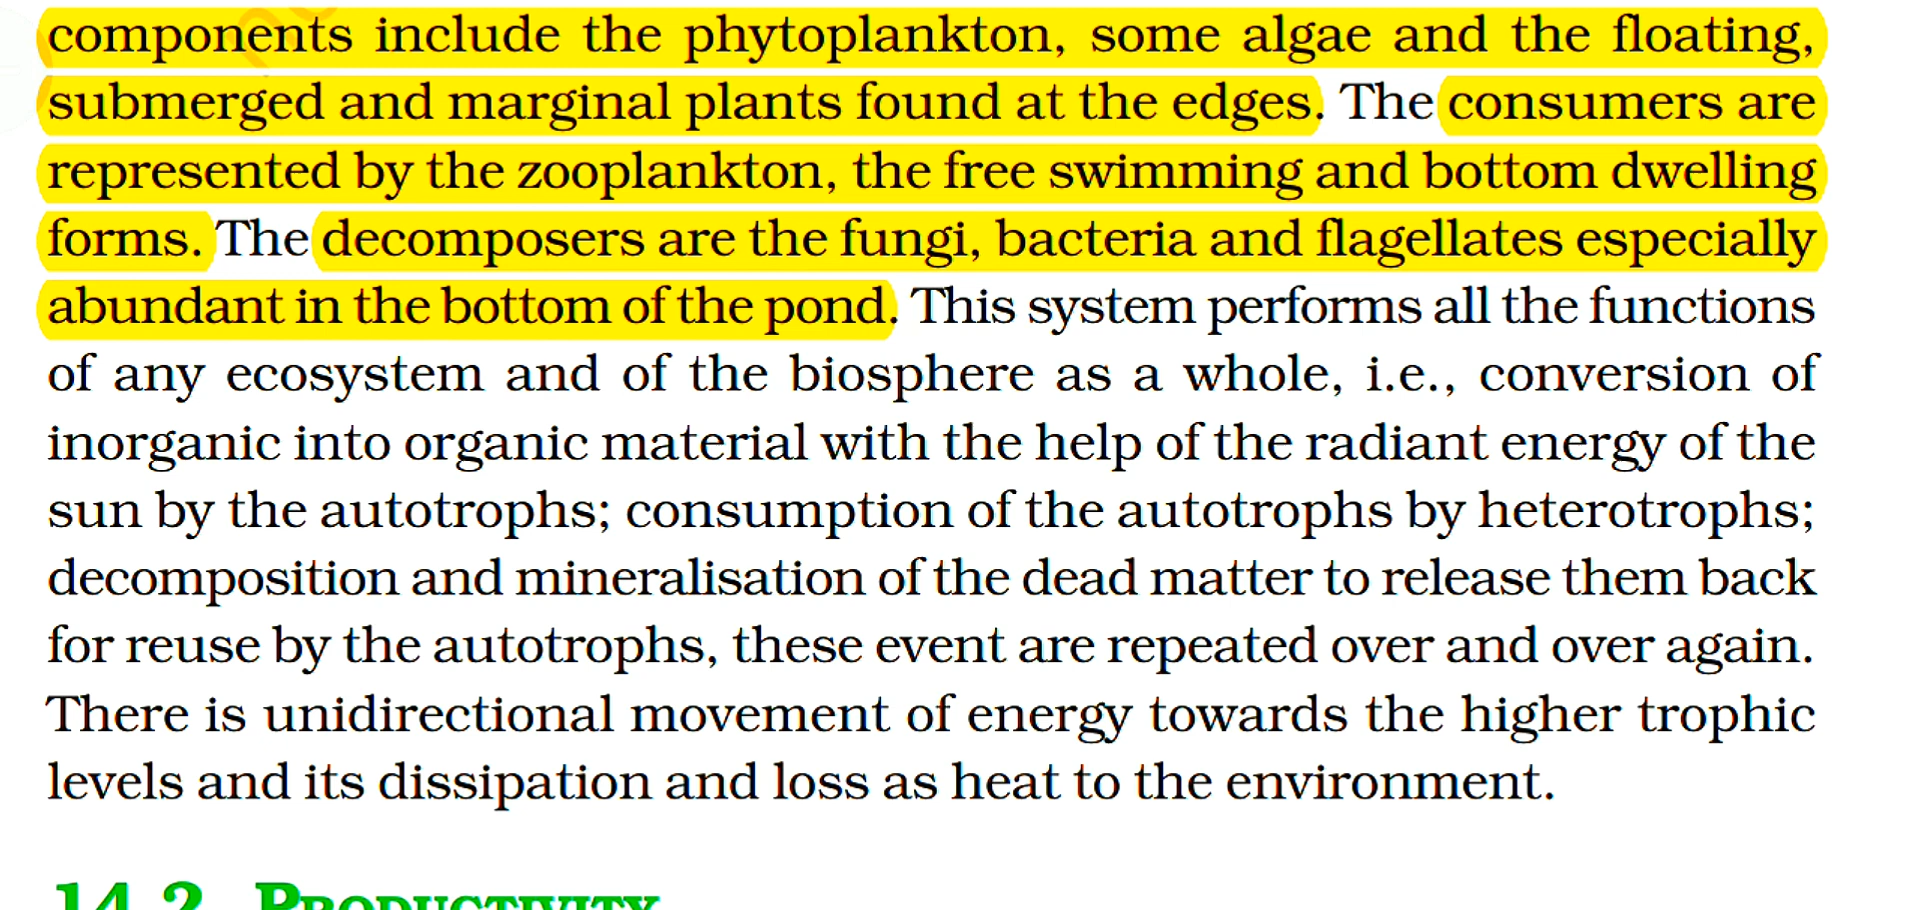 components include the phytoplankton, some algae and the floating,
submerged and marginal plants found at the edges. The consumers are
represented by the zooplankton, the free swimming and bottom dwelling
forms. The decomposers are the fungi, bacteria and flagellates especially
abundant in the bottom of the pond. This system performs all the functions
of any ecosystem and of the biosphere as a whole, i.e., conversion of
inorganic into organic material with the help of the radiant energy of the
sun by the autotrophs; consumption of the autotrophs by heterotrophs;
decomposition and mineralisation of the dead matter to release them back
for reuse by the autotrophs, these event are repeated over and over again.
There is unidirectional movement of energy towards the higher trophic
levels and its dissipation and loss as heat to the environment.
14.2 PRODUCTIVITY